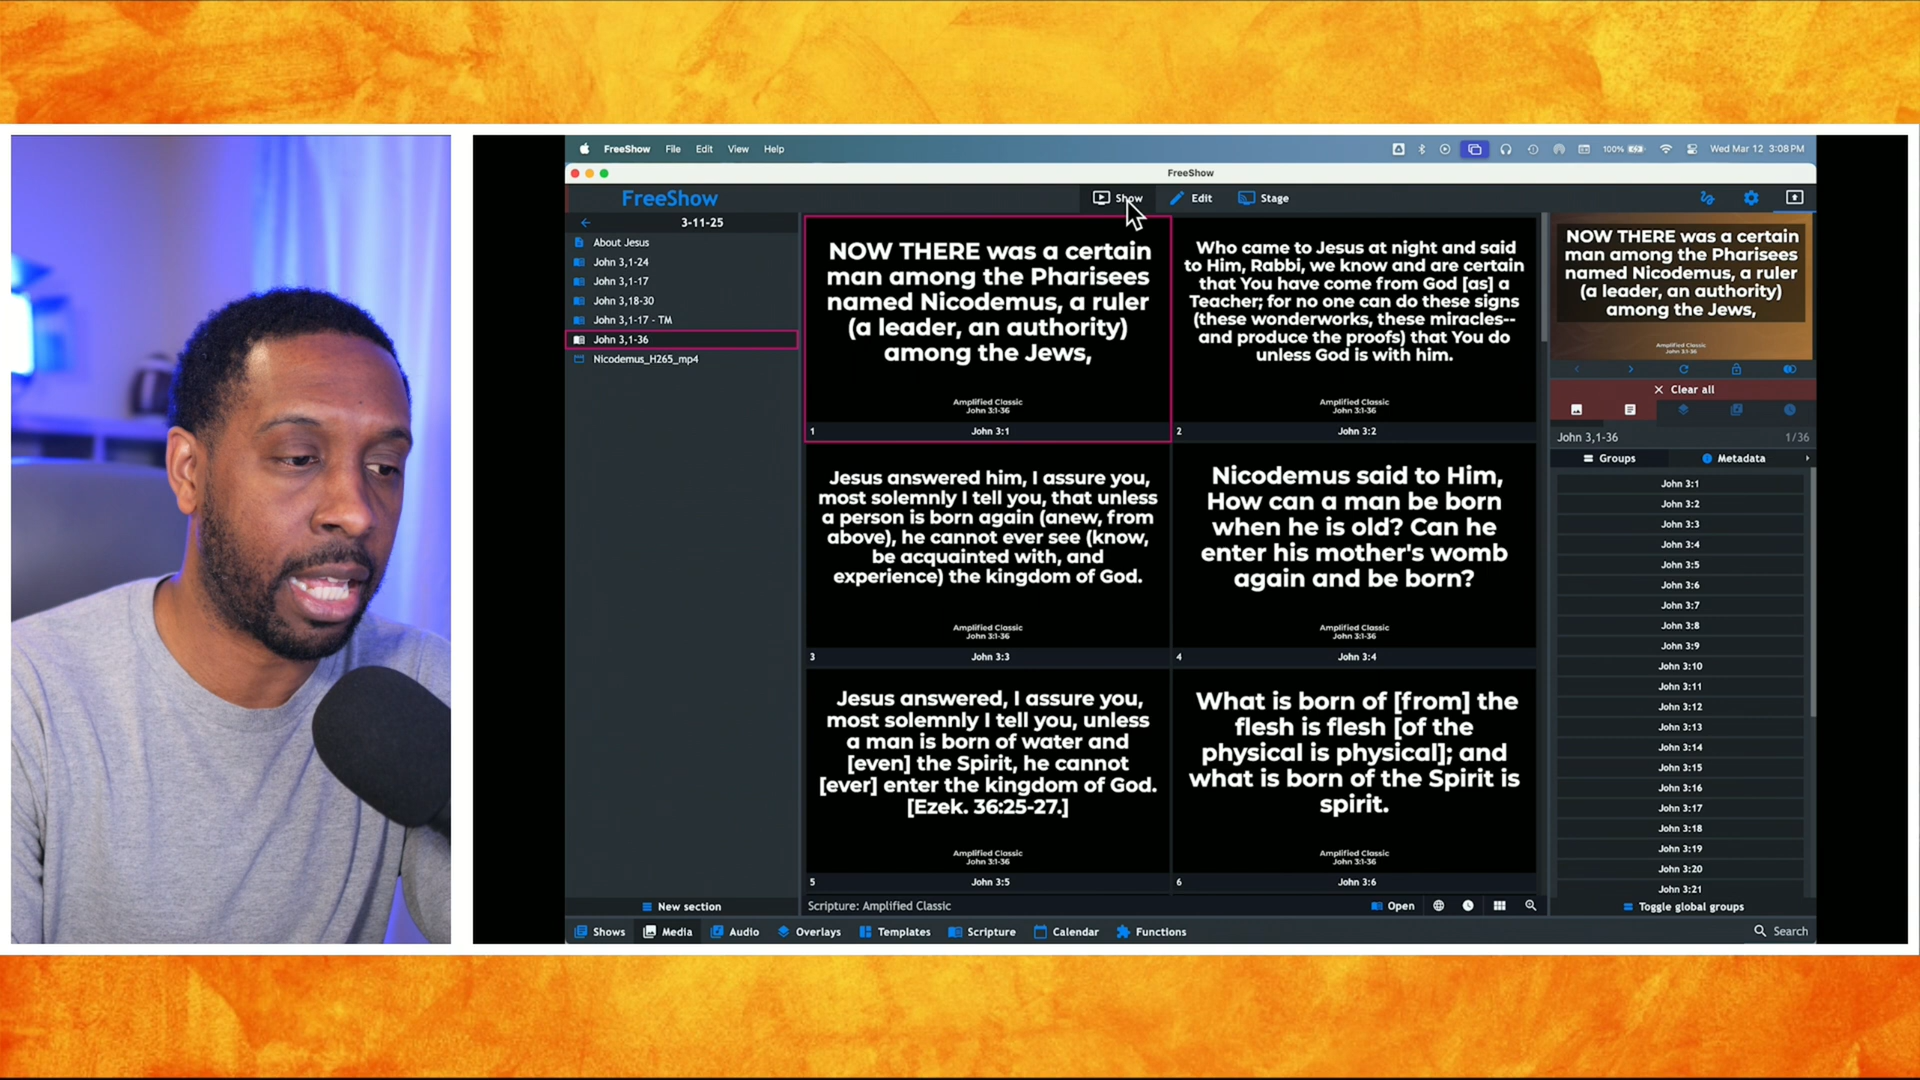 FreeShow File Edit View Help
100% Wed Mar 12 3:08 PM
FreeShow
FreeShow
Show Edit Stage
3-11-25
About Jesus
John 3,1-24
John 3,1-17
John 3,18-30
John 3,1-17 - TM
John 3,1-36
Nicodemus_H265_mp4
New section
NOW THERE was a certain
man among the Pharisees
named Nicodemus, a ruler
(a leader, an authority)
among the Jews,
Amplified Classic
John 3:1-36
1 John 3:1
Who came to Jesus at night and said
to Him, Rabbi, we know and are certain
that You have come from God [as] a
Teacher; for no one can do these signs
(these wonderworks, these miracles--
and produce the proofs) that You do
unless God is with him.
Amplified Classic
John 3:1-36
2 John 3:2
Jesus answered him, I assure you,
most solemnly I tell you, that unless
a person is born again (anew, from
above), he cannot ever see (know,
be acquainted with, and
experience) the kingdom of God.
Amplified Classic
John 3:1-36
3 John 3:3
Nicodemus said to Him,
How can a man be born
when he is old? Can he
enter his mother's womb
again and be born?
Amplified Classic
John 3:1-36
4 John 3:4
Jesus answered, I assure you,
most solemnly I tell you, unless
a man is born of water and
[even] the Spirit, he cannot
[ever] enter the kingdom of God.
[Ezek. 36:25-27.]
Amplified Classic
John 3:1-36
5 John 3:5
What is born of [from] the
flesh is flesh [of the
physical is physical]; and
what is born of the Spirit is
spirit.
Amplified Classic
John 3:1-36
6 John 3:6
Scripture: Amplified Classic
Open
NOW THERE was a certain
man among the Pharisees
named Nicodemus, a ruler
(a leader, an authority)
among the Jews,
Amplified Classic
John 3:1-36
Clear all
John 3,1-36 1/36
Groups Metadata
John 3:1
John 3:2
John 3:3
John 3:4
John 3:5
John 3:6
John 3:7
John 3:8
John 3:9
John 3:10
John 3:11
John 3:12
John 3:13
John 3:14
John 3:15
John 3:16
John 3:17
John 3:18
John 3:19
John 3:20
John 3:21
Toggle global groups
Shows Media Audio Overlays Templates Scripture Calendar Functions Search